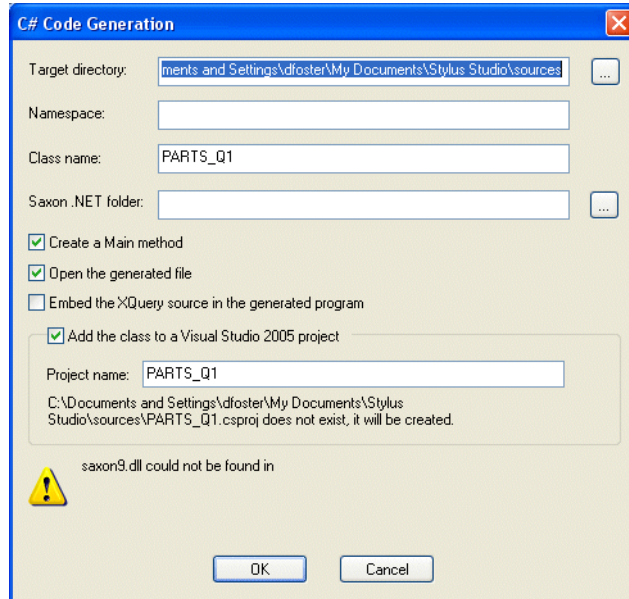 C# Code Generation
Target directory: ments and Settings\dfoster\My Documents\Stylus Studio\sources ...
Namespace:
Class name: PARTS_Q1
Saxon .NET folder: ...
Create a Main method
Open the generated file
Embed the XQuery source in the generated program
Add the class to a Visual Studio 2005 project
Project name: PARTS_Q1
C:\Documents and Settings\dfoster\My Documents\Stylus
Studio\sources\PARTS_Q1.csproj does not exist, it will be created.
saxon9.dll could not be found in
OK Cancel